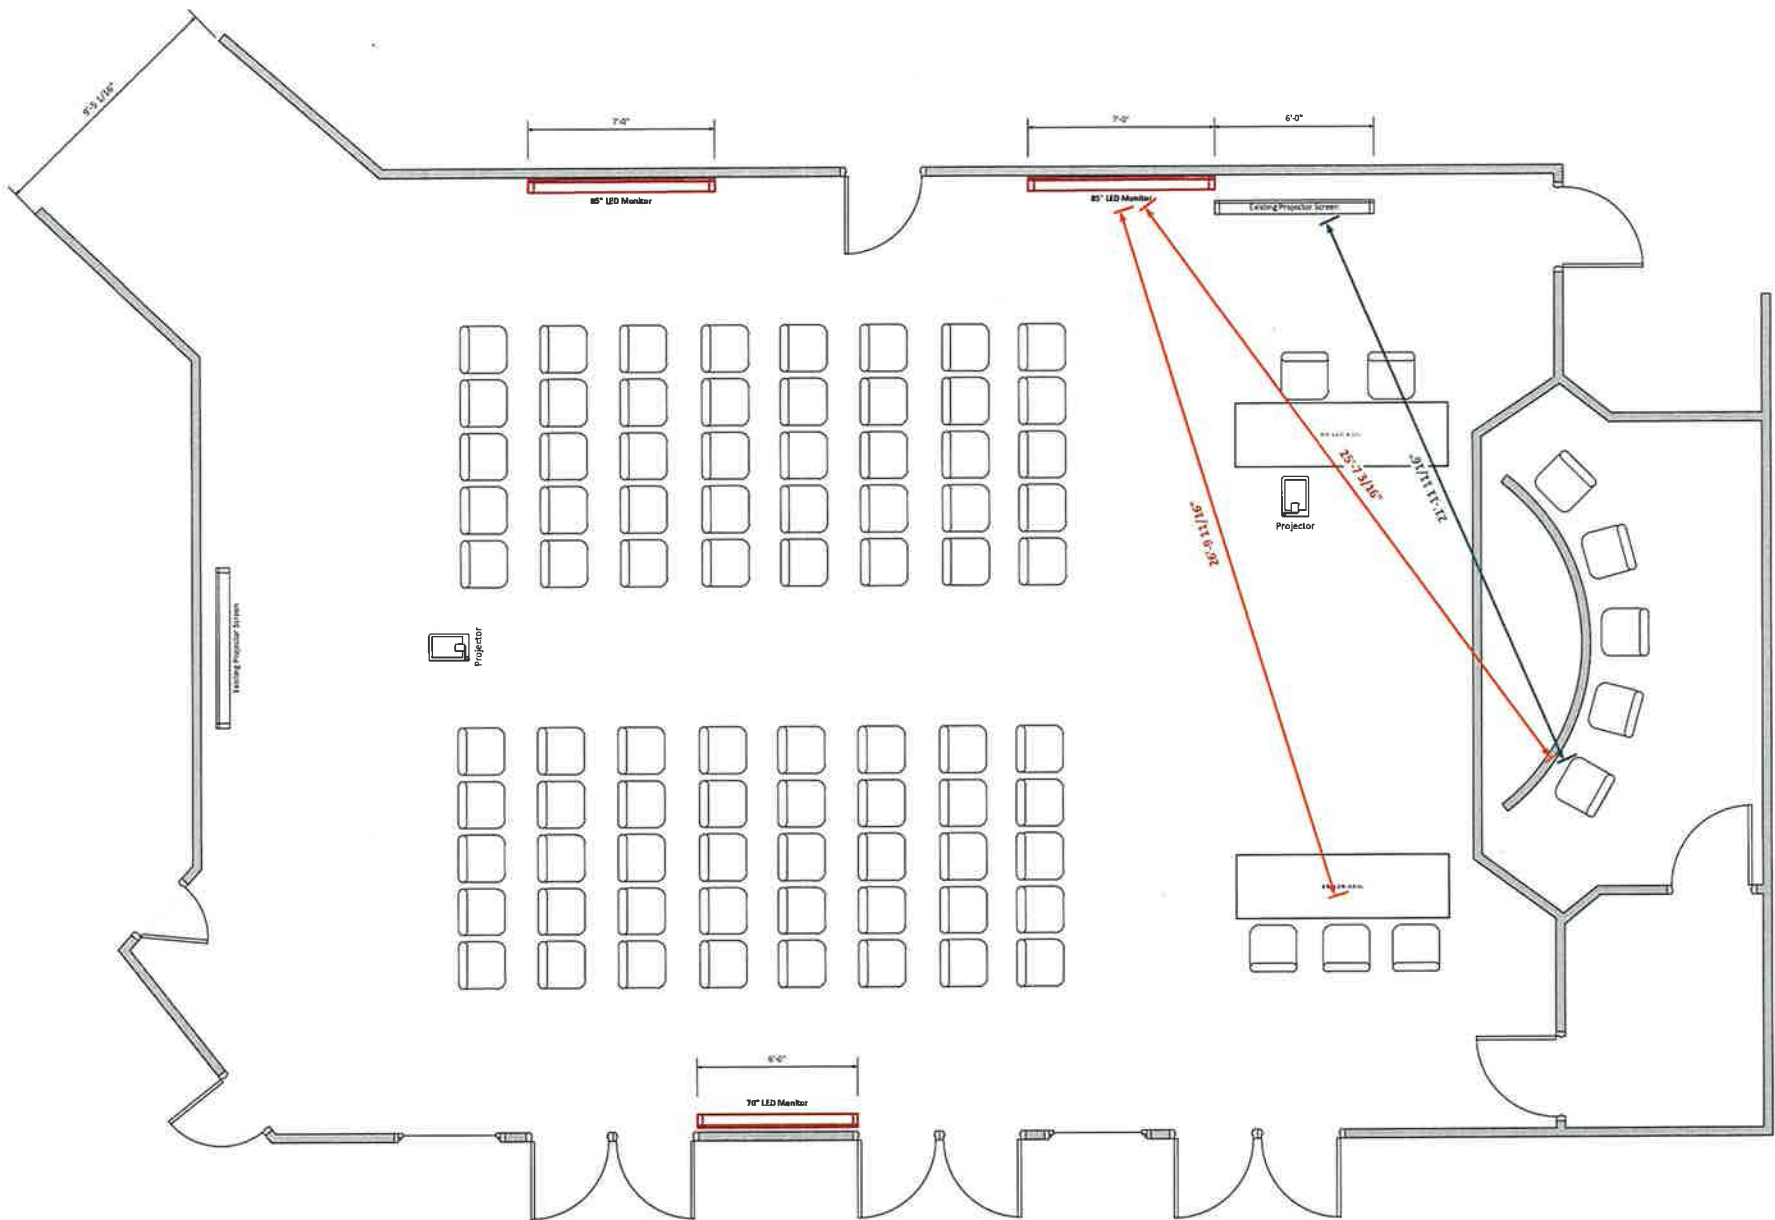 9'-5 1/16"
7'-0"
7'-0"
6'-0"
85" LED Monitor
85" LED Monitor
Existing Projector Screen
25'-7 3/16"
21'-11 11/16"
26'-9 11/16"
Projector
Existing Projector Screen
Projector
6'-0"
70" LED Monitor